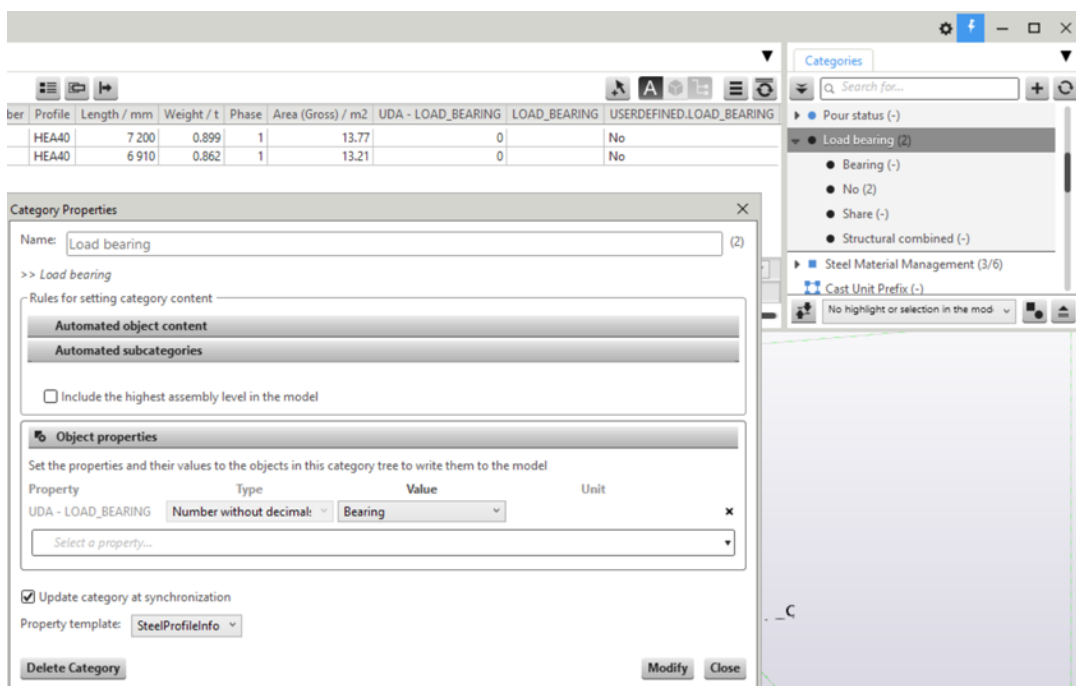 Categories
Search for...
ber Profile Length / mm Weight / t Phase Area (Gross) / m2 UDA - LOAD_BEARING LOAD_BEARING USERDEFINED.LOAD_BEARING
HEA40 7 200 0.899 1 13.77 0 No
HEA40 6 910 0.862 1 13.21 0 No
Pour status (-)
Load bearing (2)
Bearing (-)
No (2)
Share (-)
Structural combined (-)
Steel Material Management (3/6)
Cast Unit Prefix (-)
No highlight or selection in the mod
Category Properties
Name: Load bearing (2)
>> Load bearing
Rules for setting category content
Automated object content
Automated subcategories
Include the highest assembly level in the model
Object properties
Set the properties and their values to the objects in this category tree to write them to the model
Property Type Value Unit
UDA - LOAD_BEARING Number without decimal: Bearing
Select a property...
Update category at synchronization
Property template: SteelProfileInfo
Delete Category Modify Close